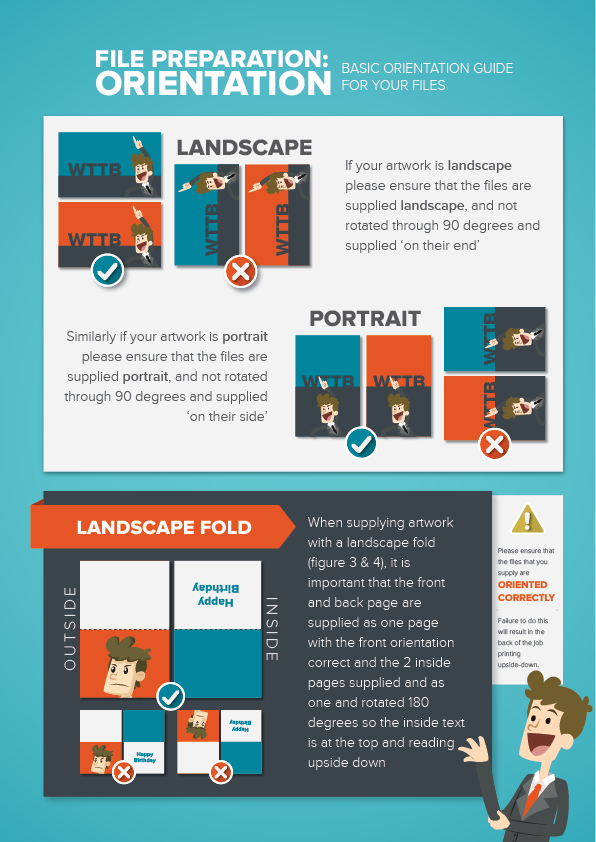 FILE PREPARATION:
ORIENTATION
BASIC ORIENTATION GUIDE
FOR YOUR FILES
WTTB
WTTB
LANDSCAPE
WTTB
WTTB
If your artwork is landscape
please ensure that the files are
supplied landscape, and not
rotated through 90 degrees and
supplied ‘on their end’
Similarly if your artwork is portrait
please ensure that the files are
supplied portrait, and not rotated
through 90 degrees and supplied
‘on their side’
PORTRAIT
WTTB
WTTB
WTTB
WTTB
LANDSCAPE FOLD
OUTSIDE
Happy
Birthday
INSIDE
Happy
Birthday
Happy
Birthday
When supplying artwork
with a landscape fold
(figure 3 & 4), it is
important that the front
and back page are
supplied as one page
with the front orientation
correct and the 2 inside
pages supplied and as
one and rotated 180
degrees so the inside text
is at the top and reading
upside down
Please ensure that
the files that you
supply are
ORIENTED
CORRECTLY
Failure to do this
will result in the
back of the job
printing
upside-down.